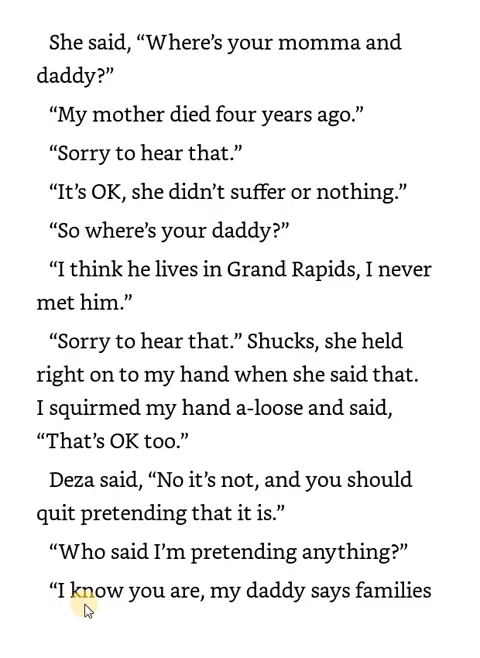 She said, “Where’s your momma and
daddy?”
“My mother died four years ago.”
“Sorry to hear that.”
“It’s OK, she didn’t suffer or nothing.”
“So where’s your daddy?”
“I think he lives in Grand Rapids, I never
met him.”
“Sorry to hear that.” Shucks, she held
right on to my hand when she said that.
I squirmed my hand a-loose and said,
“That’s OK too.”
Deza said, “No it’s not, and you should
quit pretending that it is.”
“Who said I’m pretending anything?”
“I know you are, my daddy says families